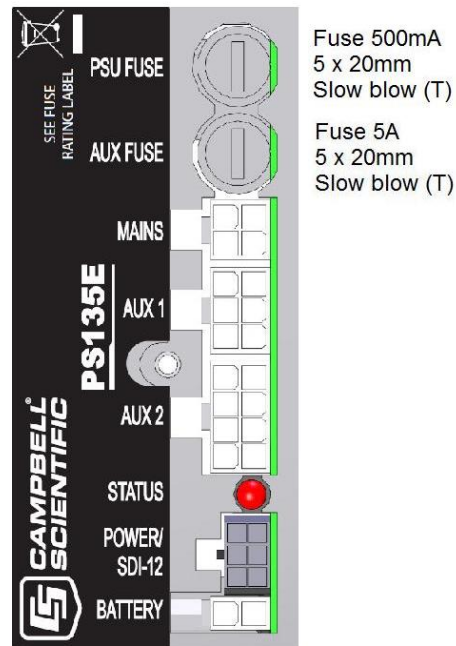 PSU FUSE
SEE FUSE
RATING LABEL
AUX FUSE
MAINS
AUX 1
PS135E
AUX 2
CAMPBELL®
SCIENTIFIC
STATUS
POWER/
SDI-12
BATTERY
Fuse 500mA
5 x 20mm
Slow blow (T)
Fuse 5A
5 x 20mm
Slow blow (T)